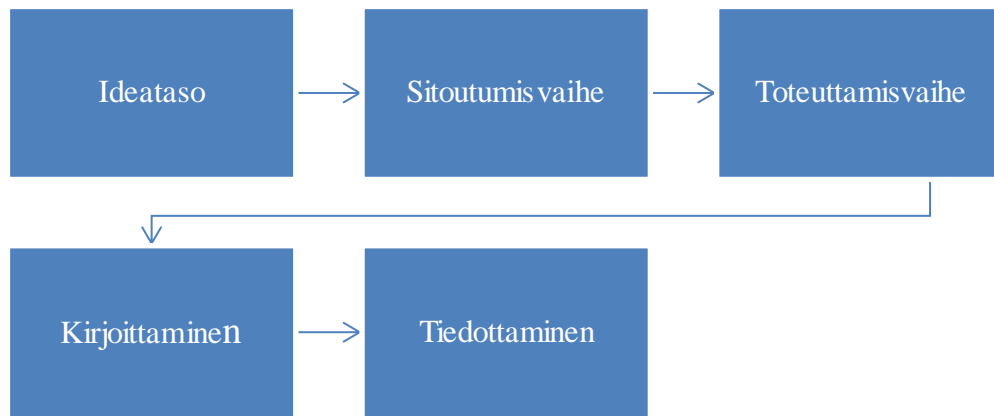 Ideataso
Sitoutumisvaihe
Toteuttamisvaihe
Kirjoittaminen
Tiedottaminen